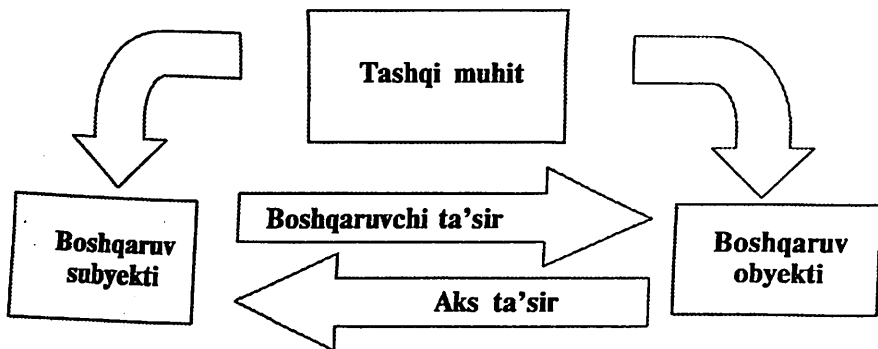 Tashqi muhit
Boshqaruvchi ta'sir
Boshqaruv
subyekti
Boshqaruv
obyekti
Aks ta'sir